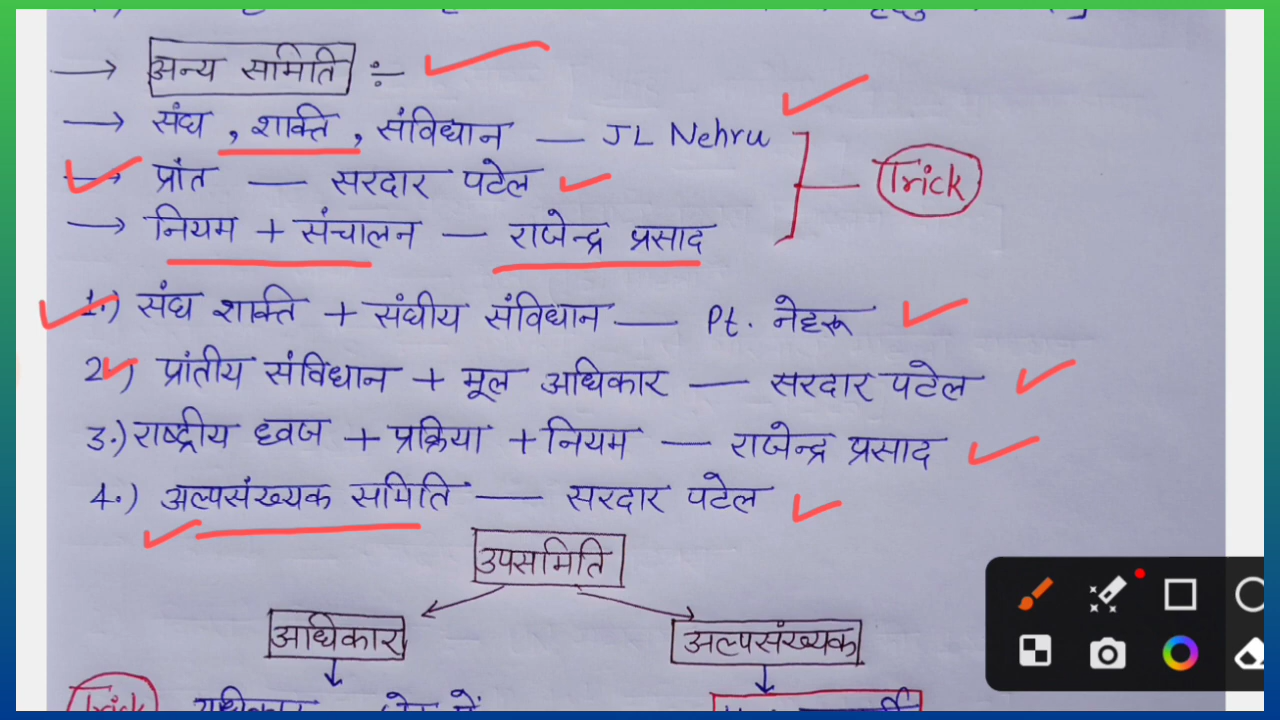 → अन्य समिति ÷
→ संघ , शक्ति , संविधान — JL Nehru
Trick
→ प्रांत — सरदार पटेल
→ नियम + संचालन — राजेन्द्र प्रसाद
1.) संघ शक्ति + संघीय संविधान — Pt. नेहरू
2.) प्रांतीय संविधान + मूल अधिकार — सरदार पटेल
3.) राष्ट्रीय ध्वज + प्रक्रिया + नियम — राजेन्द्र प्रसाद
4.) अल्पसंख्यक समिति — सरदार पटेल
उपसमिति
अधिकार अल्पसंख्यक
Trick